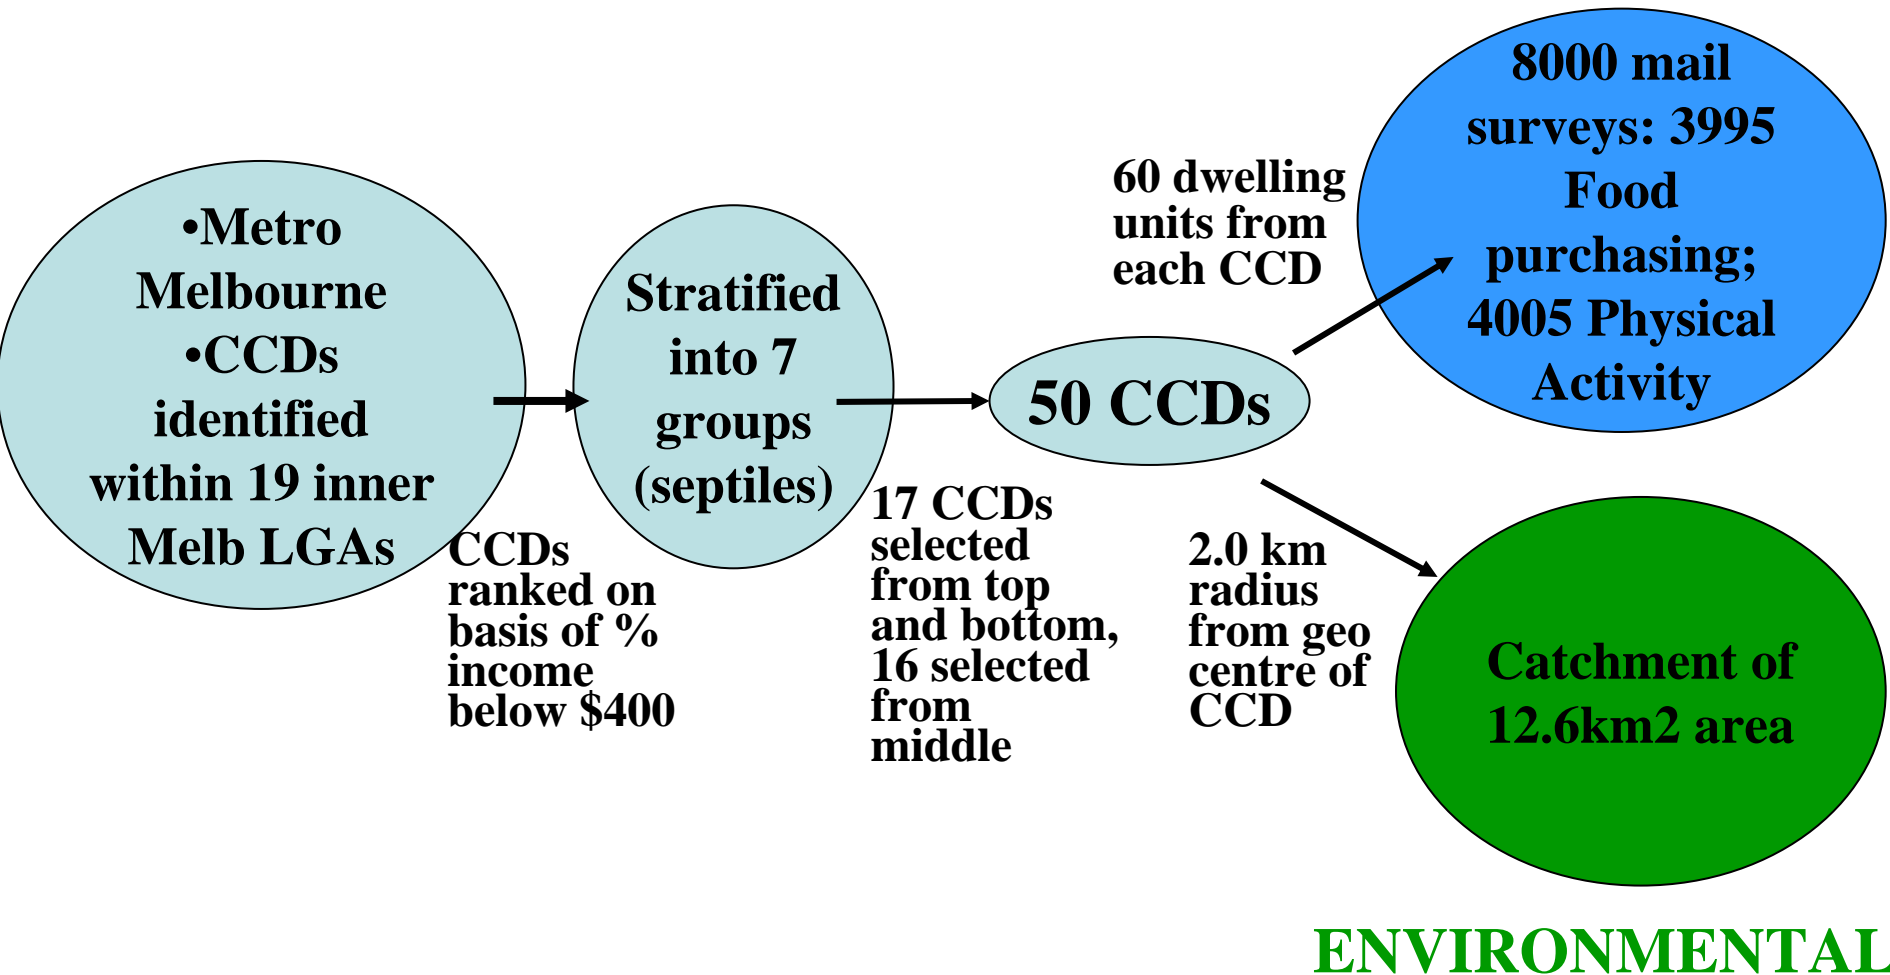 •Metro
Melbourne
•CCDs
identified
within 19 inner
Melb LGAs
CCDs
ranked on
basis of %
income
below $400
Stratified
into 7
groups
(septiles)
17 CCDs
selected
from top
and bottom,
16 selected
from
middle
50 CCDs
60 dwelling
units from
each CCD
8000 mail
surveys: 3995
Food
purchasing;
4005 Physical
Activity
2.0 km
radius
from geo
centre of
CCD
Catchment of
12.6km2 area
ENVIRONMENTAL